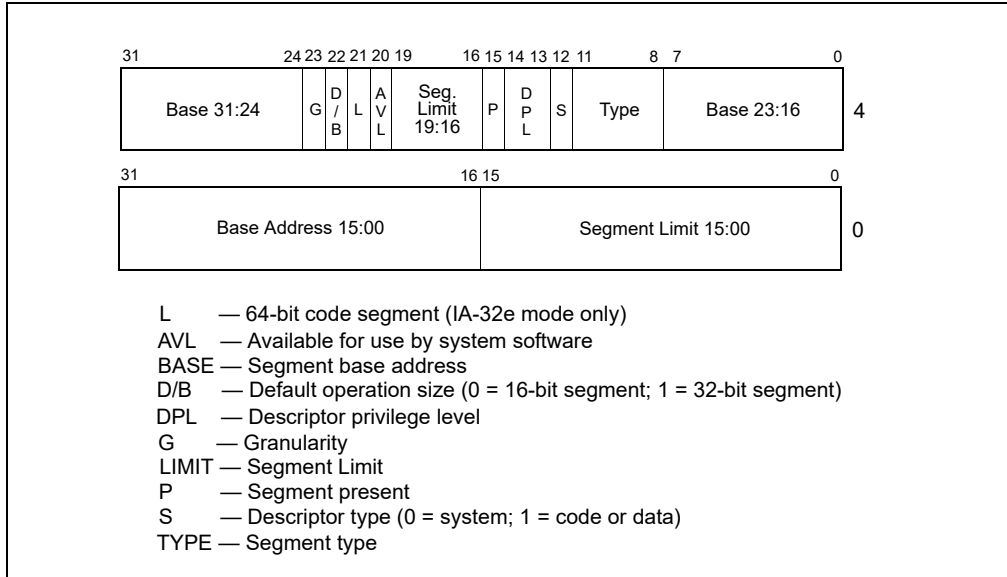 31 24 23 22 21 20 19 16 15 14 13 12 11 8 7 0
Base 31:24 G D/B L AVL Seg. Limit 19:16 P DPL S Type Base 23:16 4
31 16 15 0
Base Address 15:00 Segment Limit 15:00 0
L — 64-bit code segment (IA-32e mode only)
AVL — Available for use by system software
BASE — Segment base address
D/B — Default operation size (0 = 16-bit segment; 1 = 32-bit segment)
DPL — Descriptor privilege level
G — Granularity
LIMIT — Segment Limit
P — Segment present
S — Descriptor type (0 = system; 1 = code or data)
TYPE — Segment type